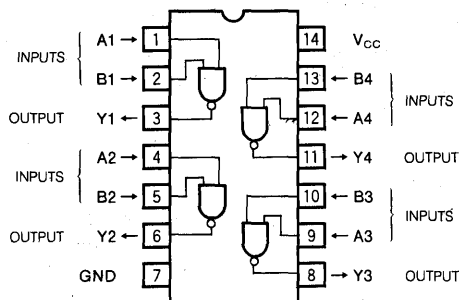 A1 1 14 VCC
INPUTS
B1 2 13 B4
INPUTS
OUTPUT Y1 3 12 A4
A2 4 11 Y4 OUTPUT
INPUTS
B2 5 10 B3
INPUTS
OUTPUT Y2 6 9 A3
GND 7 8 Y3 OUTPUT